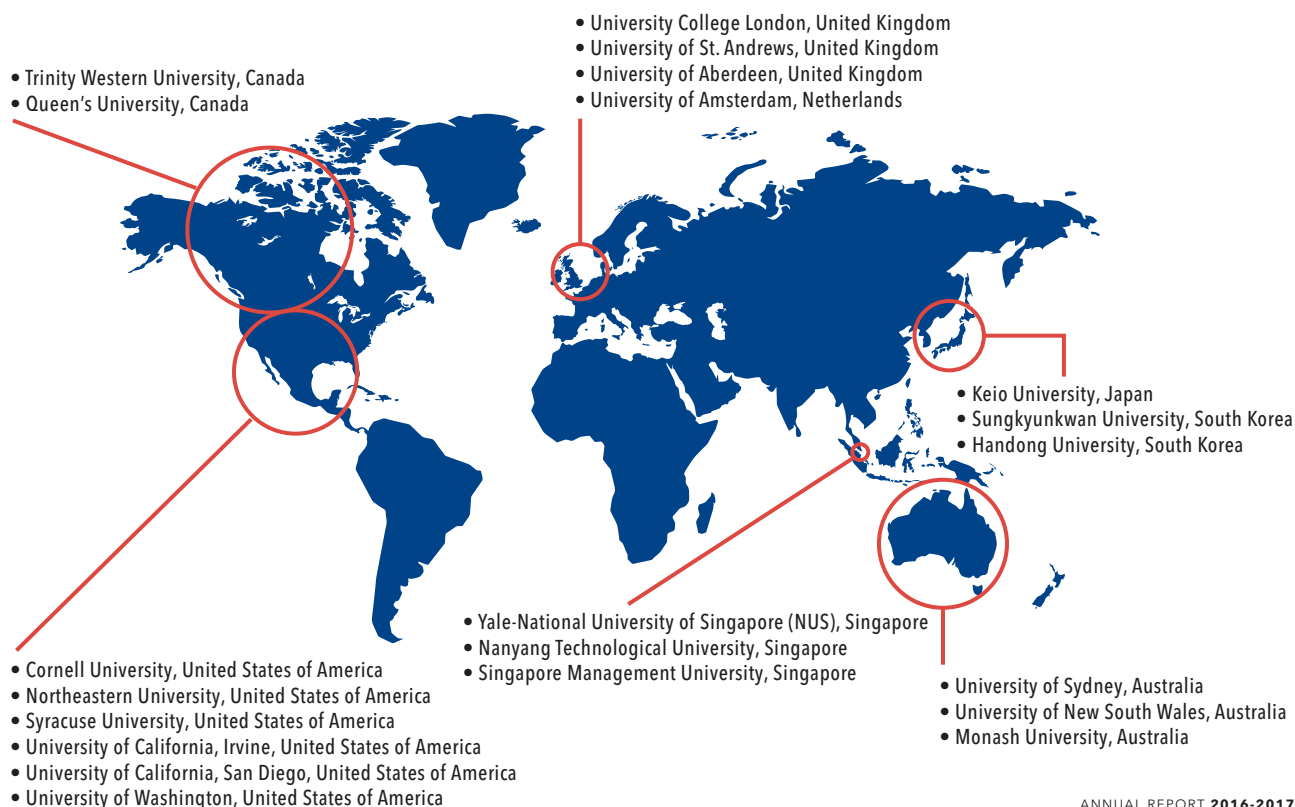 • University College London, United Kingdom
• University of St. Andrews, United Kingdom
• University of Aberdeen, United Kingdom
• University of Amsterdam, Netherlands
• Trinity Western University, Canada
• Queen's University, Canada
• Keio University, Japan
• Sungkyunkwan University, South Korea
• Handong University, South Korea
• Yale-National University of Singapore (NUS), Singapore
• Nanyang Technological University, Singapore
• Singapore Management University, Singapore
• Cornell University, United States of America
• Northeastern University, United States of America
• Syracuse University, United States of America
• University of California, Irvine, United States of America
• University of California, San Diego, United States of America
• University of Washington, United States of America
• University of Sydney, Australia
• University of New South Wales, Australia
• Monash University, Australia
ANNUAL REPORT 2016-2017